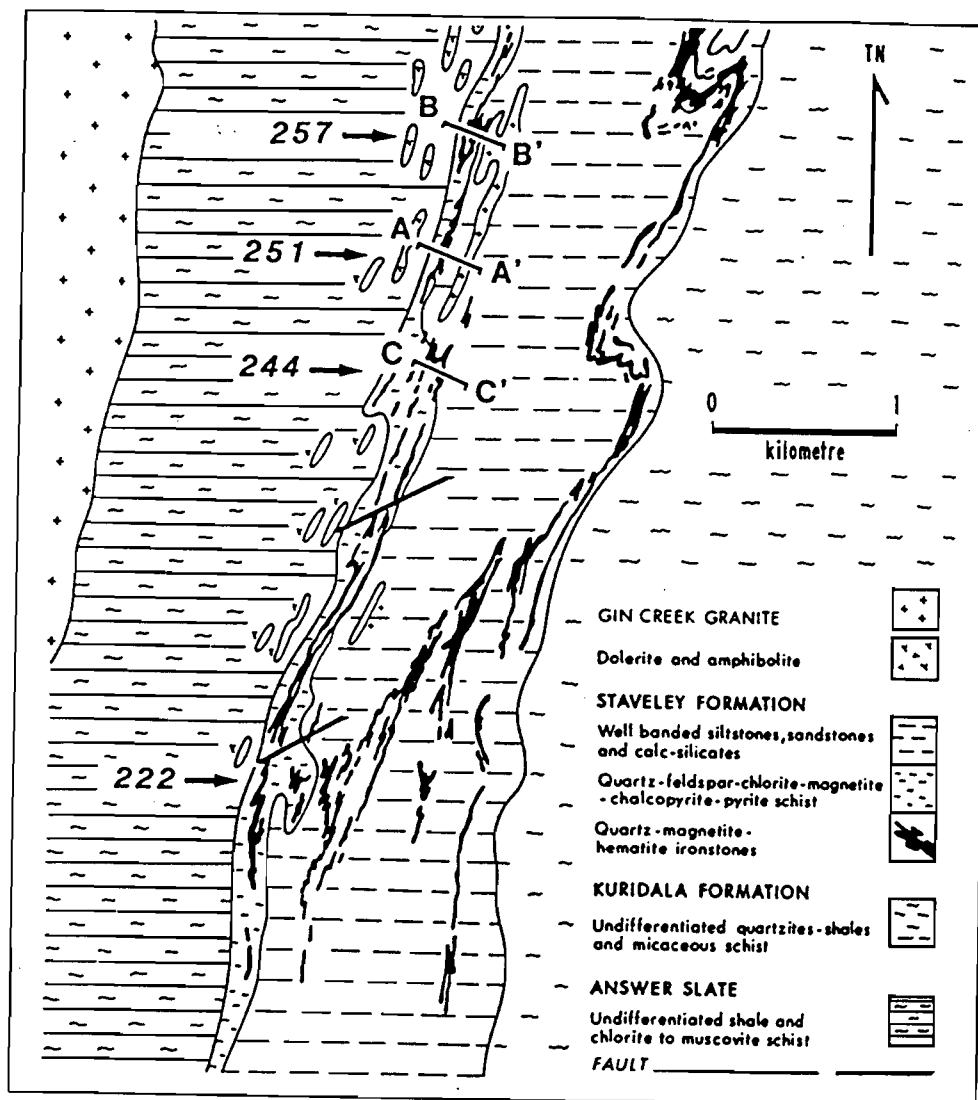 TN
B
257
B'
A
251
A'
244
C
C'
0 1
kilometre
222
GIN CREEK GRANITE
Dolerite and amphibolite
STAVELEY FORMATION
Well banded siltstones, sandstones
and calc-silicates
Quartz-feldspar-chlorite-magnetite
-chalcopyrite-pyrite schist
Quartz-magnetite-
hematite ironstones
KURIDALA FORMATION
Undifferentiated quartzites-shales
and micaceous schist
ANSWER SLATE
Undifferentiated shale and
chlorite to muscovite schist
FAULT